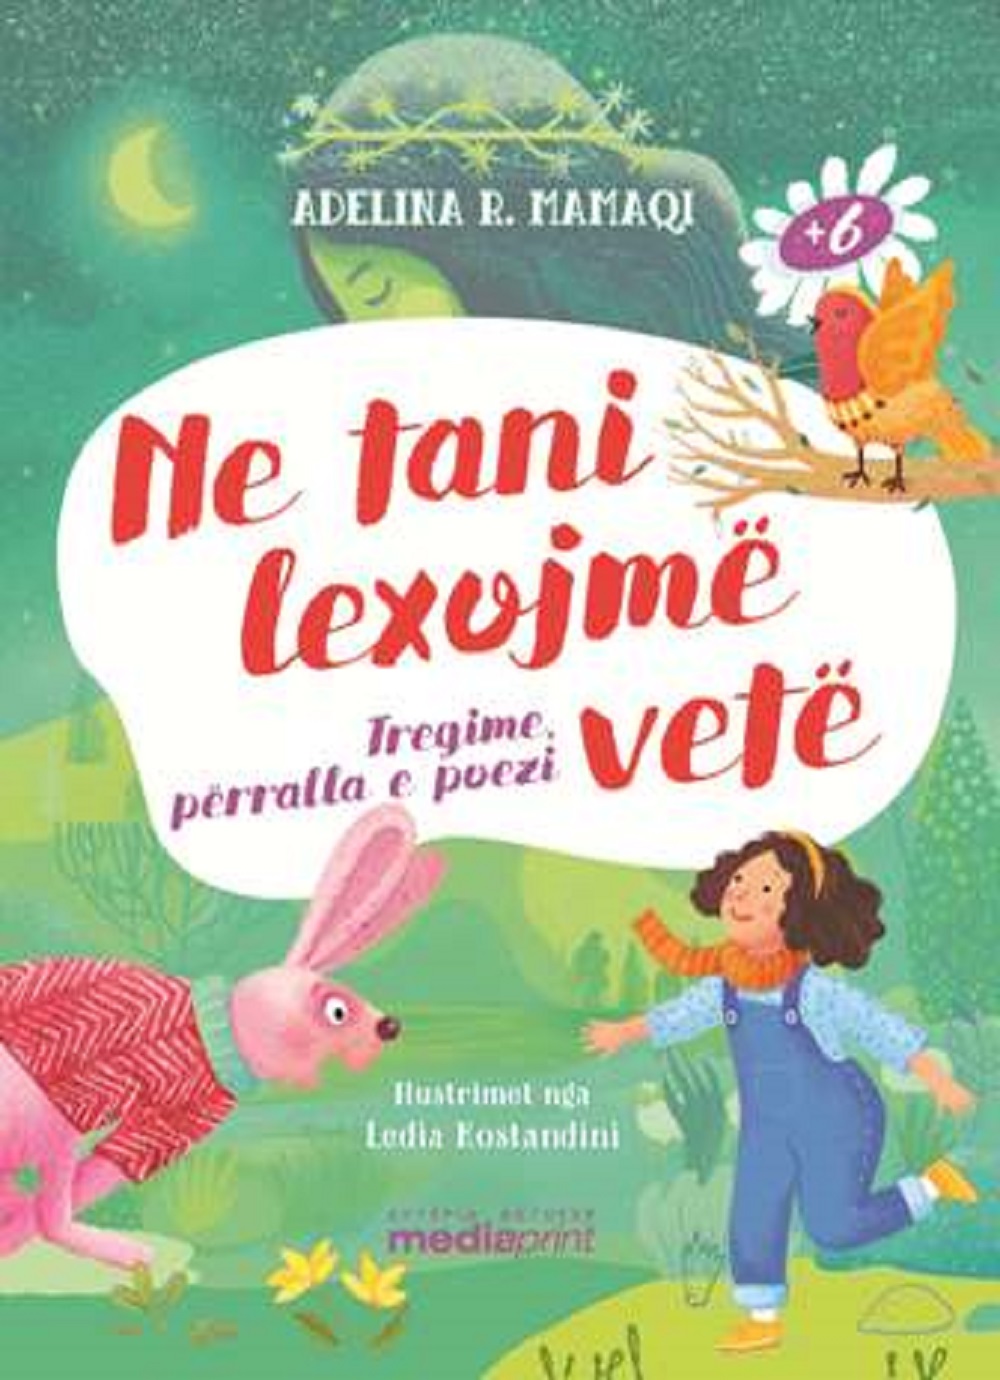 ADELINA R. MAMAQI
+6
Ne tani
lexojmë
vetë
Tregime,
përralla e poezi
Ilustrimet nga
Ledia Kostandini
mediaprint